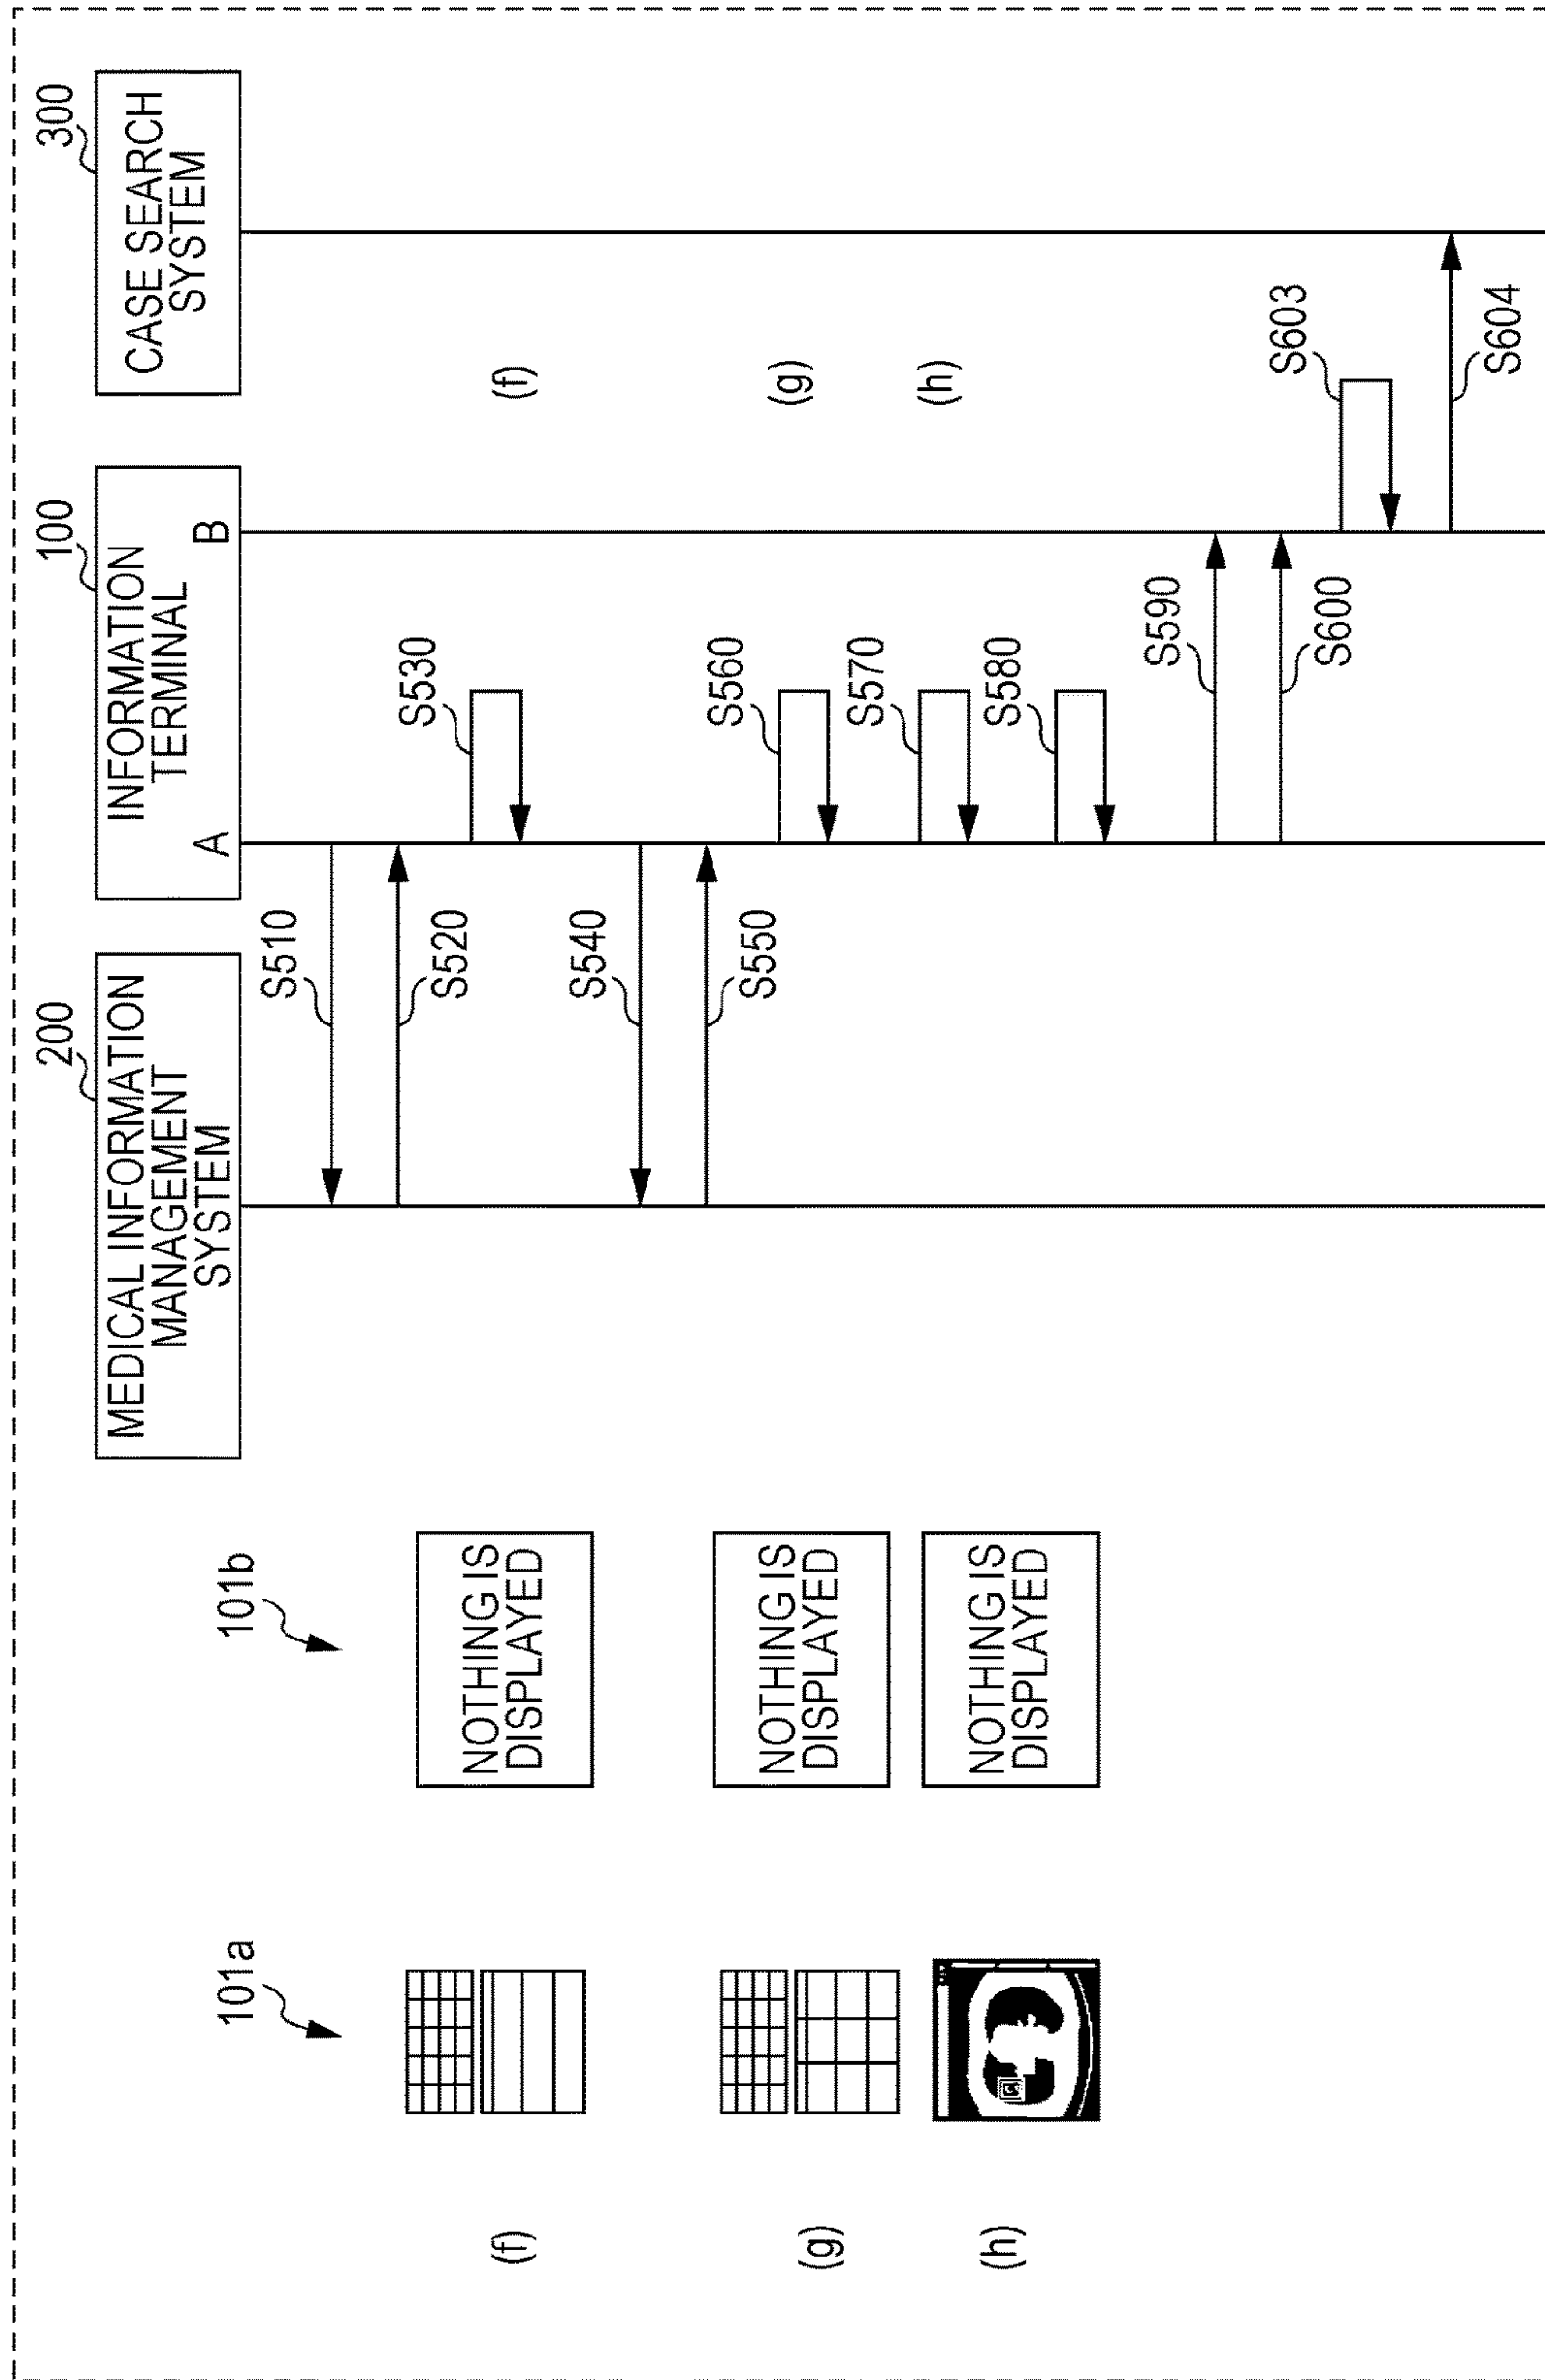 101a
101b
200
MEDICAL INFORMATION
MANAGEMENT
SYSTEM
100
INFORMATION
TERMINAL
A
B
300
CASE SEARCH
SYSTEM
S510
S520
(f)
NOTHING IS
DISPLAYED
S530
(f)
S540
S550
(g)
NOTHING IS
DISPLAYED
S560
(g)
(h)
NOTHING IS
DISPLAYED
S570
(h)
S580
S590
S600
S603
S604